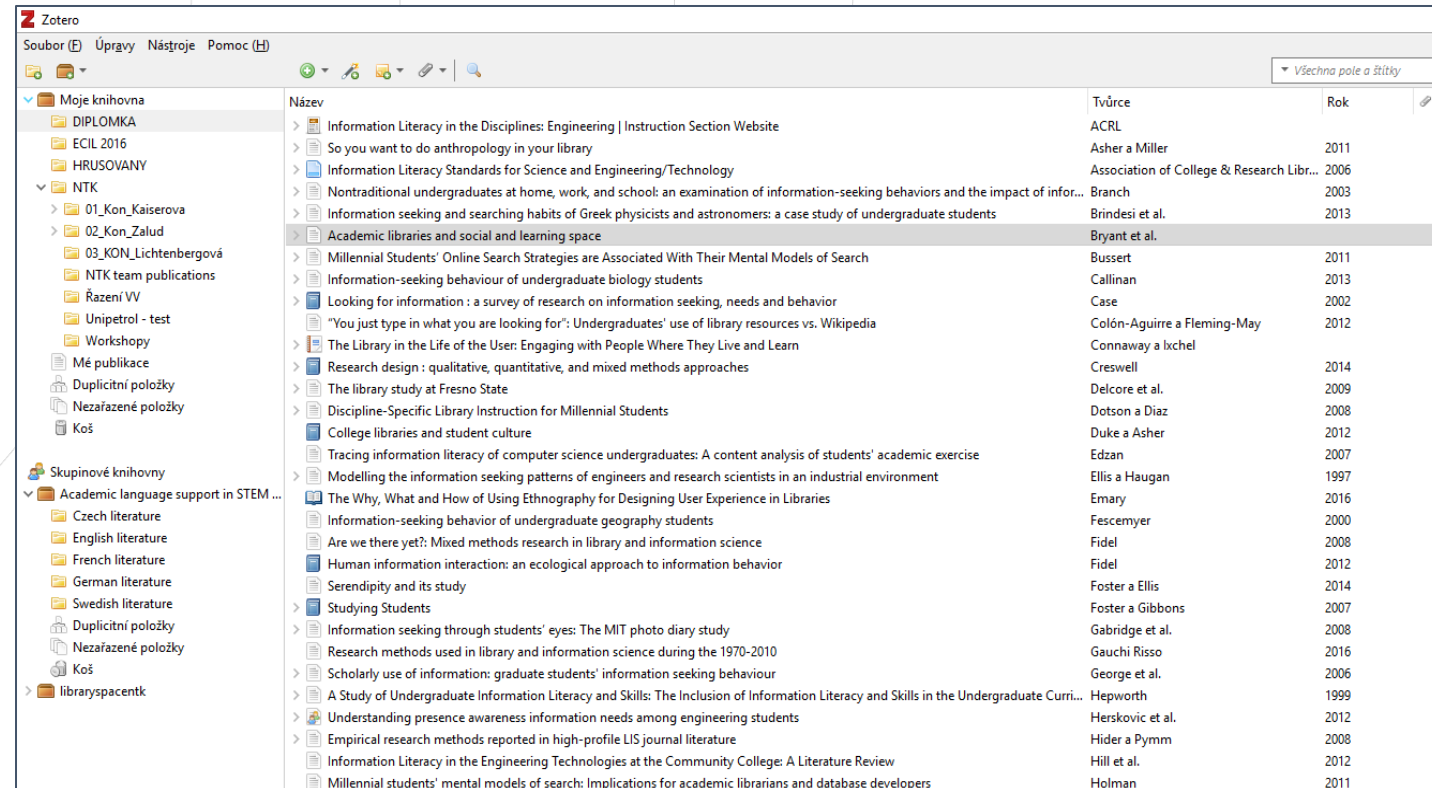 Zotero
Soubor (F) Úpravy Nástroje Pomoc (H)
Všechna pole a štítky
Moje knihovna
DIPLOMKA
ECIL 2016
HRUSOVANY
NTK
01_Kon_Kaiserova
02_Kon_Zalud
03_KON_Lichtenbergová
NTK team publications
Řazení VV
Unipetrol - test
Workshopy
Mé publikace
Duplicitní položky
Nezařazené položky
Koš
Skupinové knihovny
Academic language support in STEM ...
Czech literature
English literature
French literature
German literature
Swedish literature
Duplicitní položky
Nezařazené položky
Koš
libraryspacentk
Název Tvůrce Rok
Information Literacy in the Disciplines: Engineering | Instruction Section Website ACRL
So you want to do anthropology in your library Asher a Miller 2011
Information Literacy Standards for Science and Engineering/Technology Association of College & Research Libr... 2006
Nontraditional undergraduates at home, work, and school: an examination of information-seeking behaviors and the impact of infor... Branch 2003
Information seeking and searching habits of Greek physicists and astronomers: a case study of undergraduate students Brindesi et al. 2013
Academic libraries and social and learning space Bryant et al.
Millennial Students' Online Search Strategies are Associated With Their Mental Models of Search Bussert 2011
Information-seeking behaviour of undergraduate biology students Callinan 2013
Looking for information : a survey of research on information seeking, needs and behavior Case 2002
"You just type in what you are looking for": Undergraduates' use of library resources vs. Wikipedia Colón-Aguirre a Fleming-May 2012
The Library in the Life of the User: Engaging with People Where They Live and Learn Connaway a Ixchel
Research design : qualitative, quantitative, and mixed methods approaches Creswell 2014
The library study at Fresno State Delcore et al. 2009
Discipline-Specific Library Instruction for Millennial Students Dotson a Diaz 2008
College libraries and student culture Duke a Asher 2012
Tracing information literacy of computer science undergraduates: A content analysis of students' academic exercise Edzan 2007
Modelling the information seeking patterns of engineers and research scientists in an industrial environment Ellis a Haugan 1997
The Why, What and How of Using Ethnography for Designing User Experience in Libraries Emary 2016
Information-seeking behavior of undergraduate geography students Fescemyer 2000
Are we there yet?: Mixed methods research in library and information science Fidel 2008
Human information interaction: an ecological approach to information behavior Fidel 2012
Serendipity and its study Foster a Ellis 2014
Studying Students Foster a Gibbons 2007
Information seeking through students' eyes: The MIT photo diary study Gabridge et al. 2008
Research methods used in library and information science during the 1970-2010 Gauchi Risso 2016
Scholarly use of information: graduate students' information seeking behaviour George et al. 2006
A Study of Undergraduate Information Literacy and Skills: The Inclusion of Information Literacy and Skills in the Undergraduate Curri... Hepworth 1999
Understanding presence awareness information needs among engineering students Herskovic et al. 2012
Empirical research methods reported in high-profile LIS journal literature Hider a Pymm 2008
Information Literacy in the Engineering Technologies at the Community College: A Literature Review Hill et al. 2012
Millennial students' mental models of search: Implications for academic librarians and database developers Holman 2011